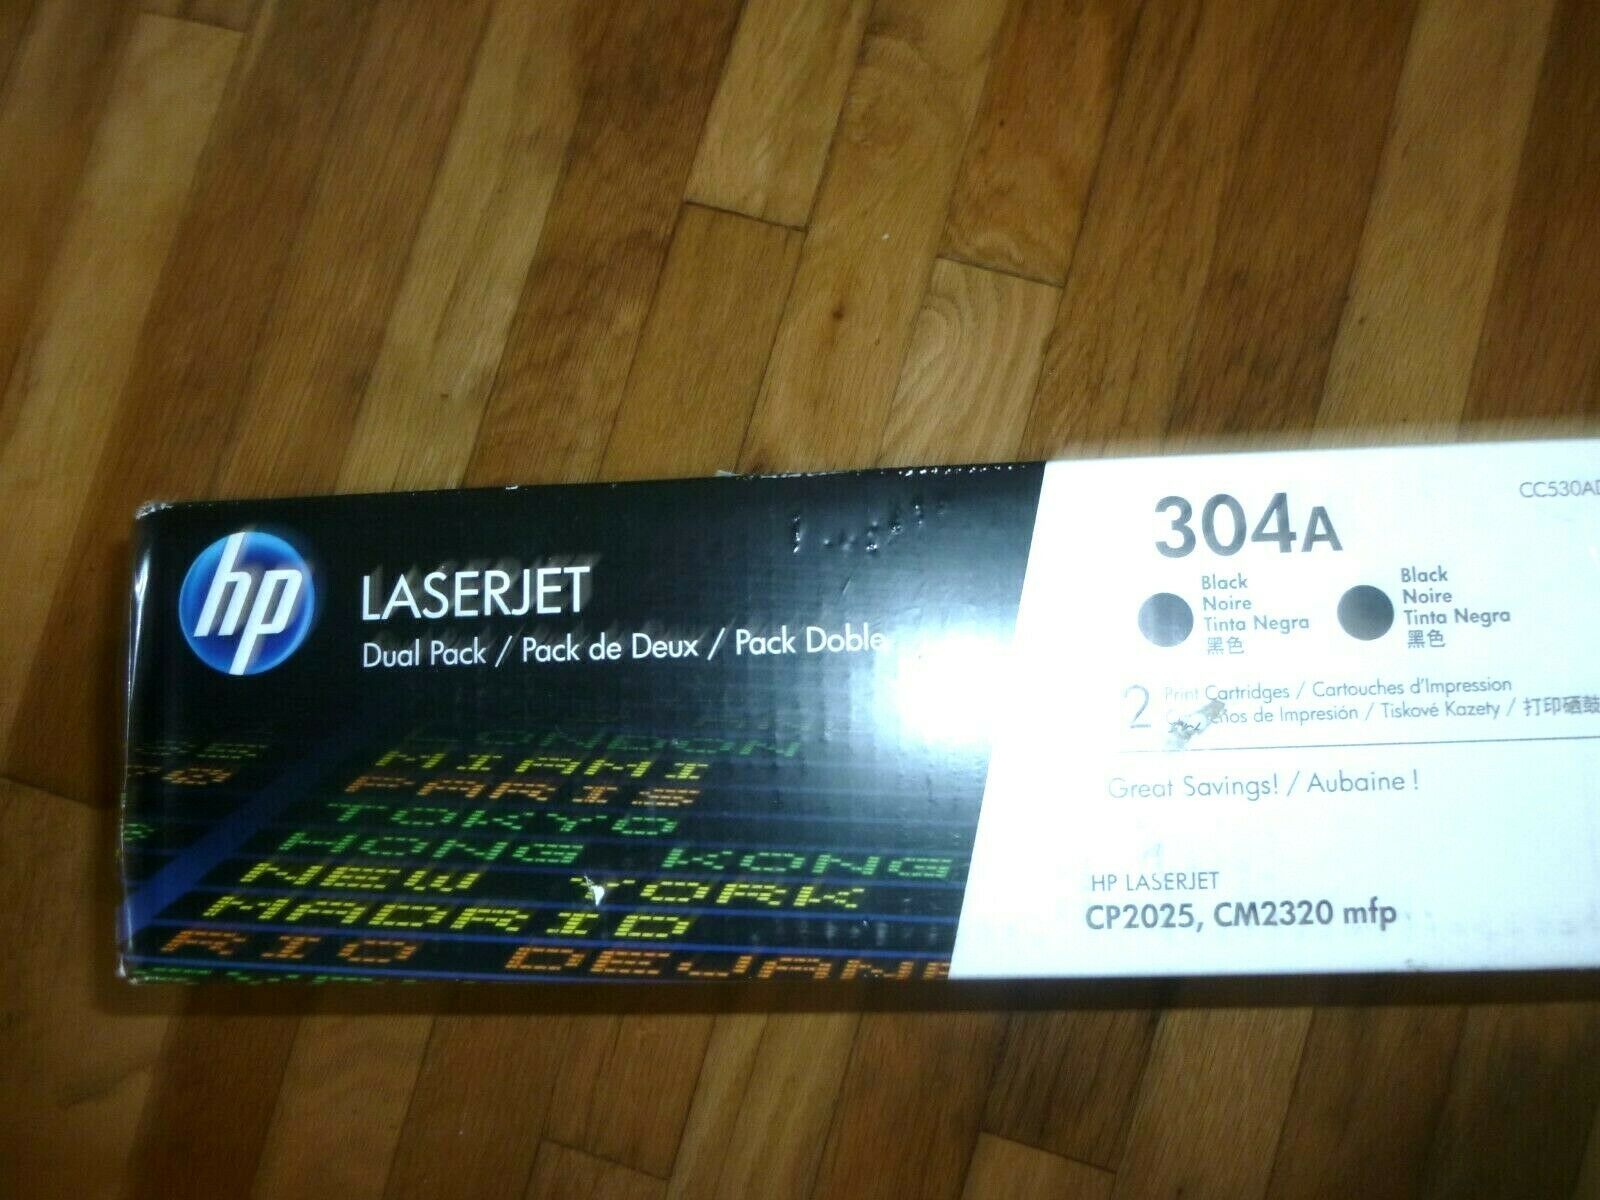 hp
LASERJET
Dual Pack / Pack de Deux / Pack Doble
LONDON
MIAMI
PARIS
TOKYO
HONG KONG
NEW YORK
MADRID
RIO DEJANE
304A
CC530AD
Black
Noire
Tinta Negra
黑色
Black
Noire
Tinta Negra
黑色
2 Print Cartridges / Cartouches d'Impression
de Impresión / Tiskové Kazety / 打印硒鼓
Great Savings! / Aubaine !
HP LASERJET
CP2025, CM2320 mfp